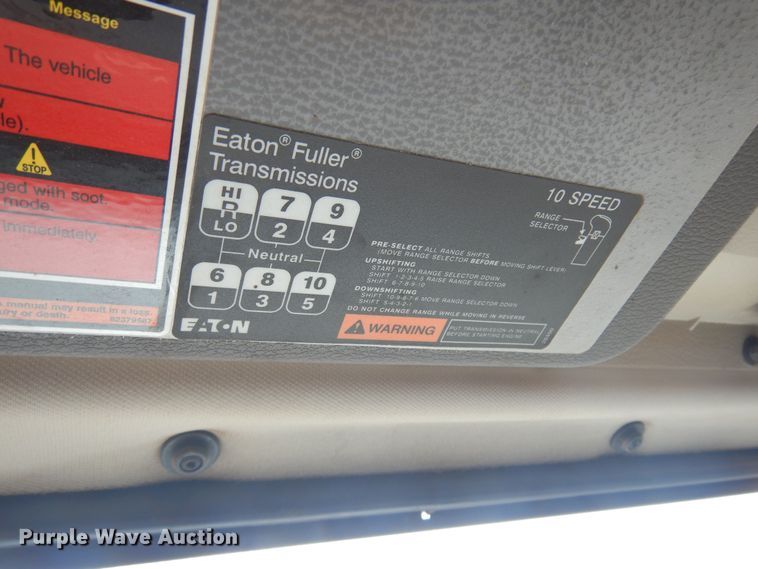 Message
The vehicle
le).
STOP
ged with soot.
mode.
immediately
manual may result in a loss
ury or death.
82379587
Eaton® Fuller®
Transmissions
10 SPEED
RANGE
SELECTOR
HI 7 9
R 2 4
LO
Neutral
6 8 10
1 3 5
EATON
PRE-SELECT ALL RANGE SHIFTS
(MOVE RANGE SELECTOR BEFORE MOVING SHIFT LEVER)
UPSHIFTING
START WITH RANGE SELECTOR DOWN
SHIFT 1-2-3-4-5 RAISE RANGE SELECTOR
SHIFT 6-7-8-9-10
DOWNSHIFTING
SHIFT 10-9-8-7-6 MOVE RANGE SELECTOR DOWN
SHIFT 5-4-3-2-1
DO NOT CHANGE RANGE WHILE MOVING IN REVERSE
WARNING
PUT TRANSMISSION IN NEUTRAL
BEFORE STARTING ENGINE
Purple Wave Auction